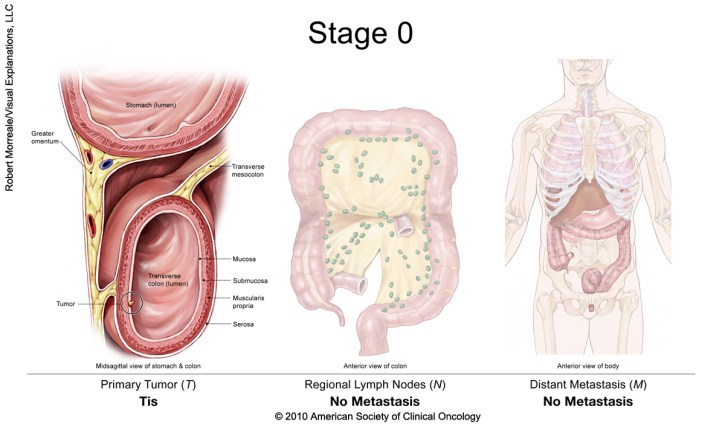 Robert Morreale/Visual Explanations, LLC
Stage 0
Stomach (lumen)
Greater
omentum
Transverse
mesocolon
Mucosa
Transverse
colon (lumen)
Submucosa
Muscularis
propria
Tumor
Serosa
Midsagittal view of stomach & colon
Anterior view of colon
Anterior view of body
Primary Tumor (T)
Tis
Regional Lymph Nodes (N)
No Metastasis
Distant Metastasis (M)
No Metastasis
© 2010 American Society of Clinical Oncology